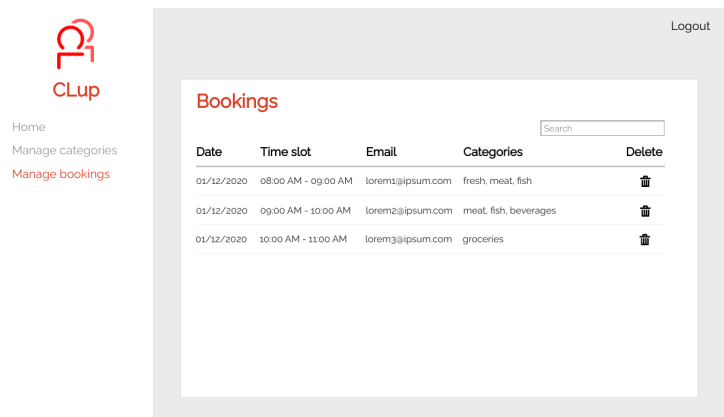 Logout
CLup
Home
Manage categories
Manage bookings
Bookings
Search
Date Time slot Email Categories Delete
01/12/2020 08:00 AM - 09:00 AM lorem1@ipsum.com fresh, meat, fish
01/12/2020 09:00 AM - 10:00 AM lorem2@ipsum.com meat, fish, beverages
01/12/2020 10:00 AM - 11:00 AM lorem3@ipsum.com groceries